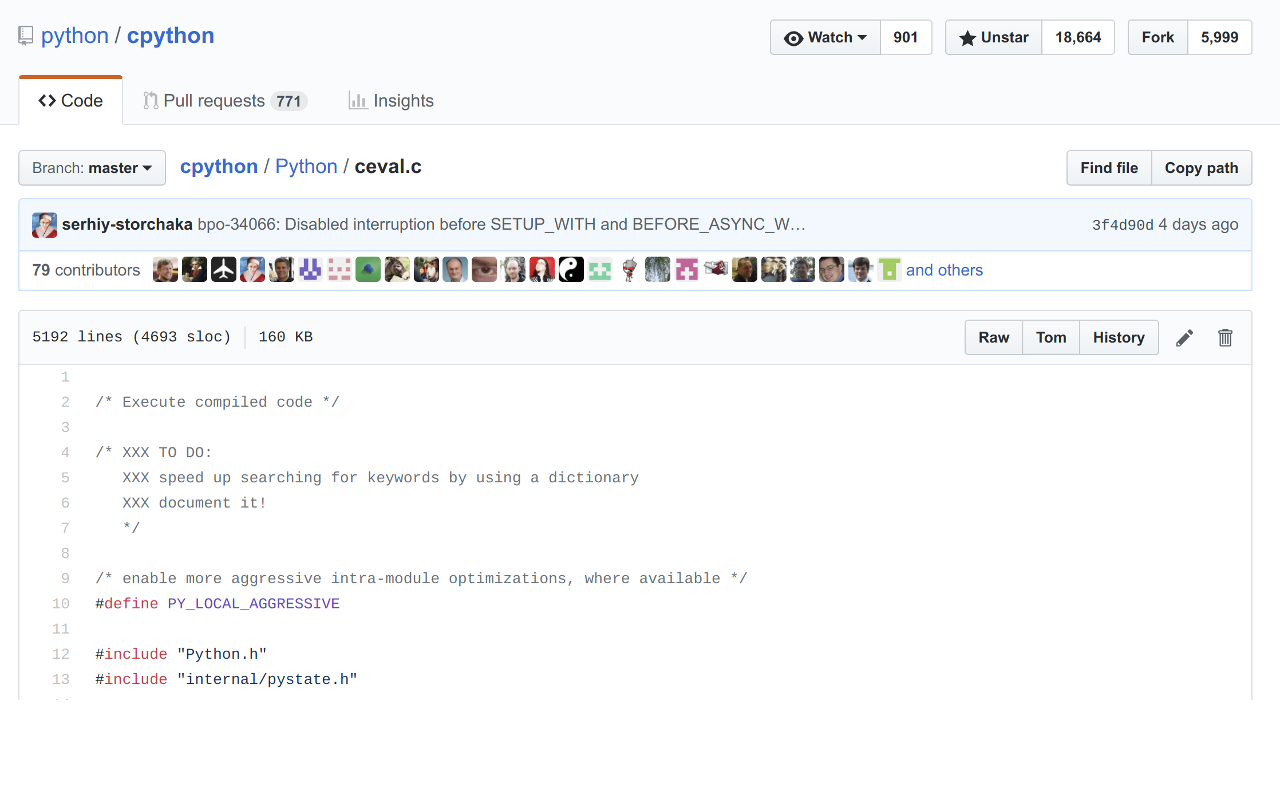 python / cpython
Watch 901 Unstar 18,664 Fork 5,999
Code Pull requests 771 Insights
Branch: master cpython / Python / ceval.c Find file Copy path
serhiy-storchaka bpo-34066: Disabled interruption before SETUP_WITH and BEFORE_ASYNC_W… 3f4d90d 4 days ago
79 contributors and others
5192 lines (4693 sloc) 160 KB Raw Tom History
1
2 /* Execute compiled code */
3
4 /* XXX TO DO:
5 XXX speed up searching for keywords by using a dictionary
6 XXX document it!
7 */
8
9 /* enable more aggressive intra-module optimizations, where available */
10 #define PY_LOCAL_AGGRESSIVE
11
12 #include "Python.h"
13 #include "internal/pystate.h"